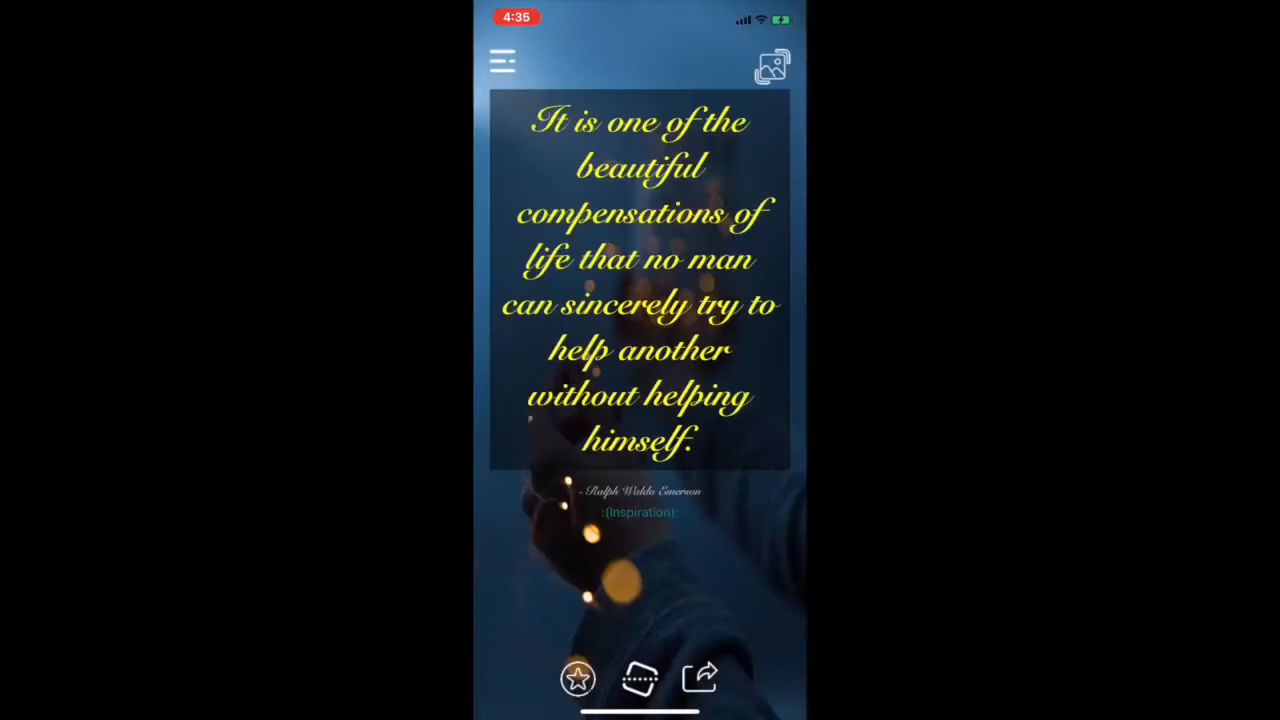 4:35
It is one of the
beautiful
compensations of
life that no man
can sincerely try to
help another
without helping
himself.
- Ralph Waldo Emerson
:(Inspiration):